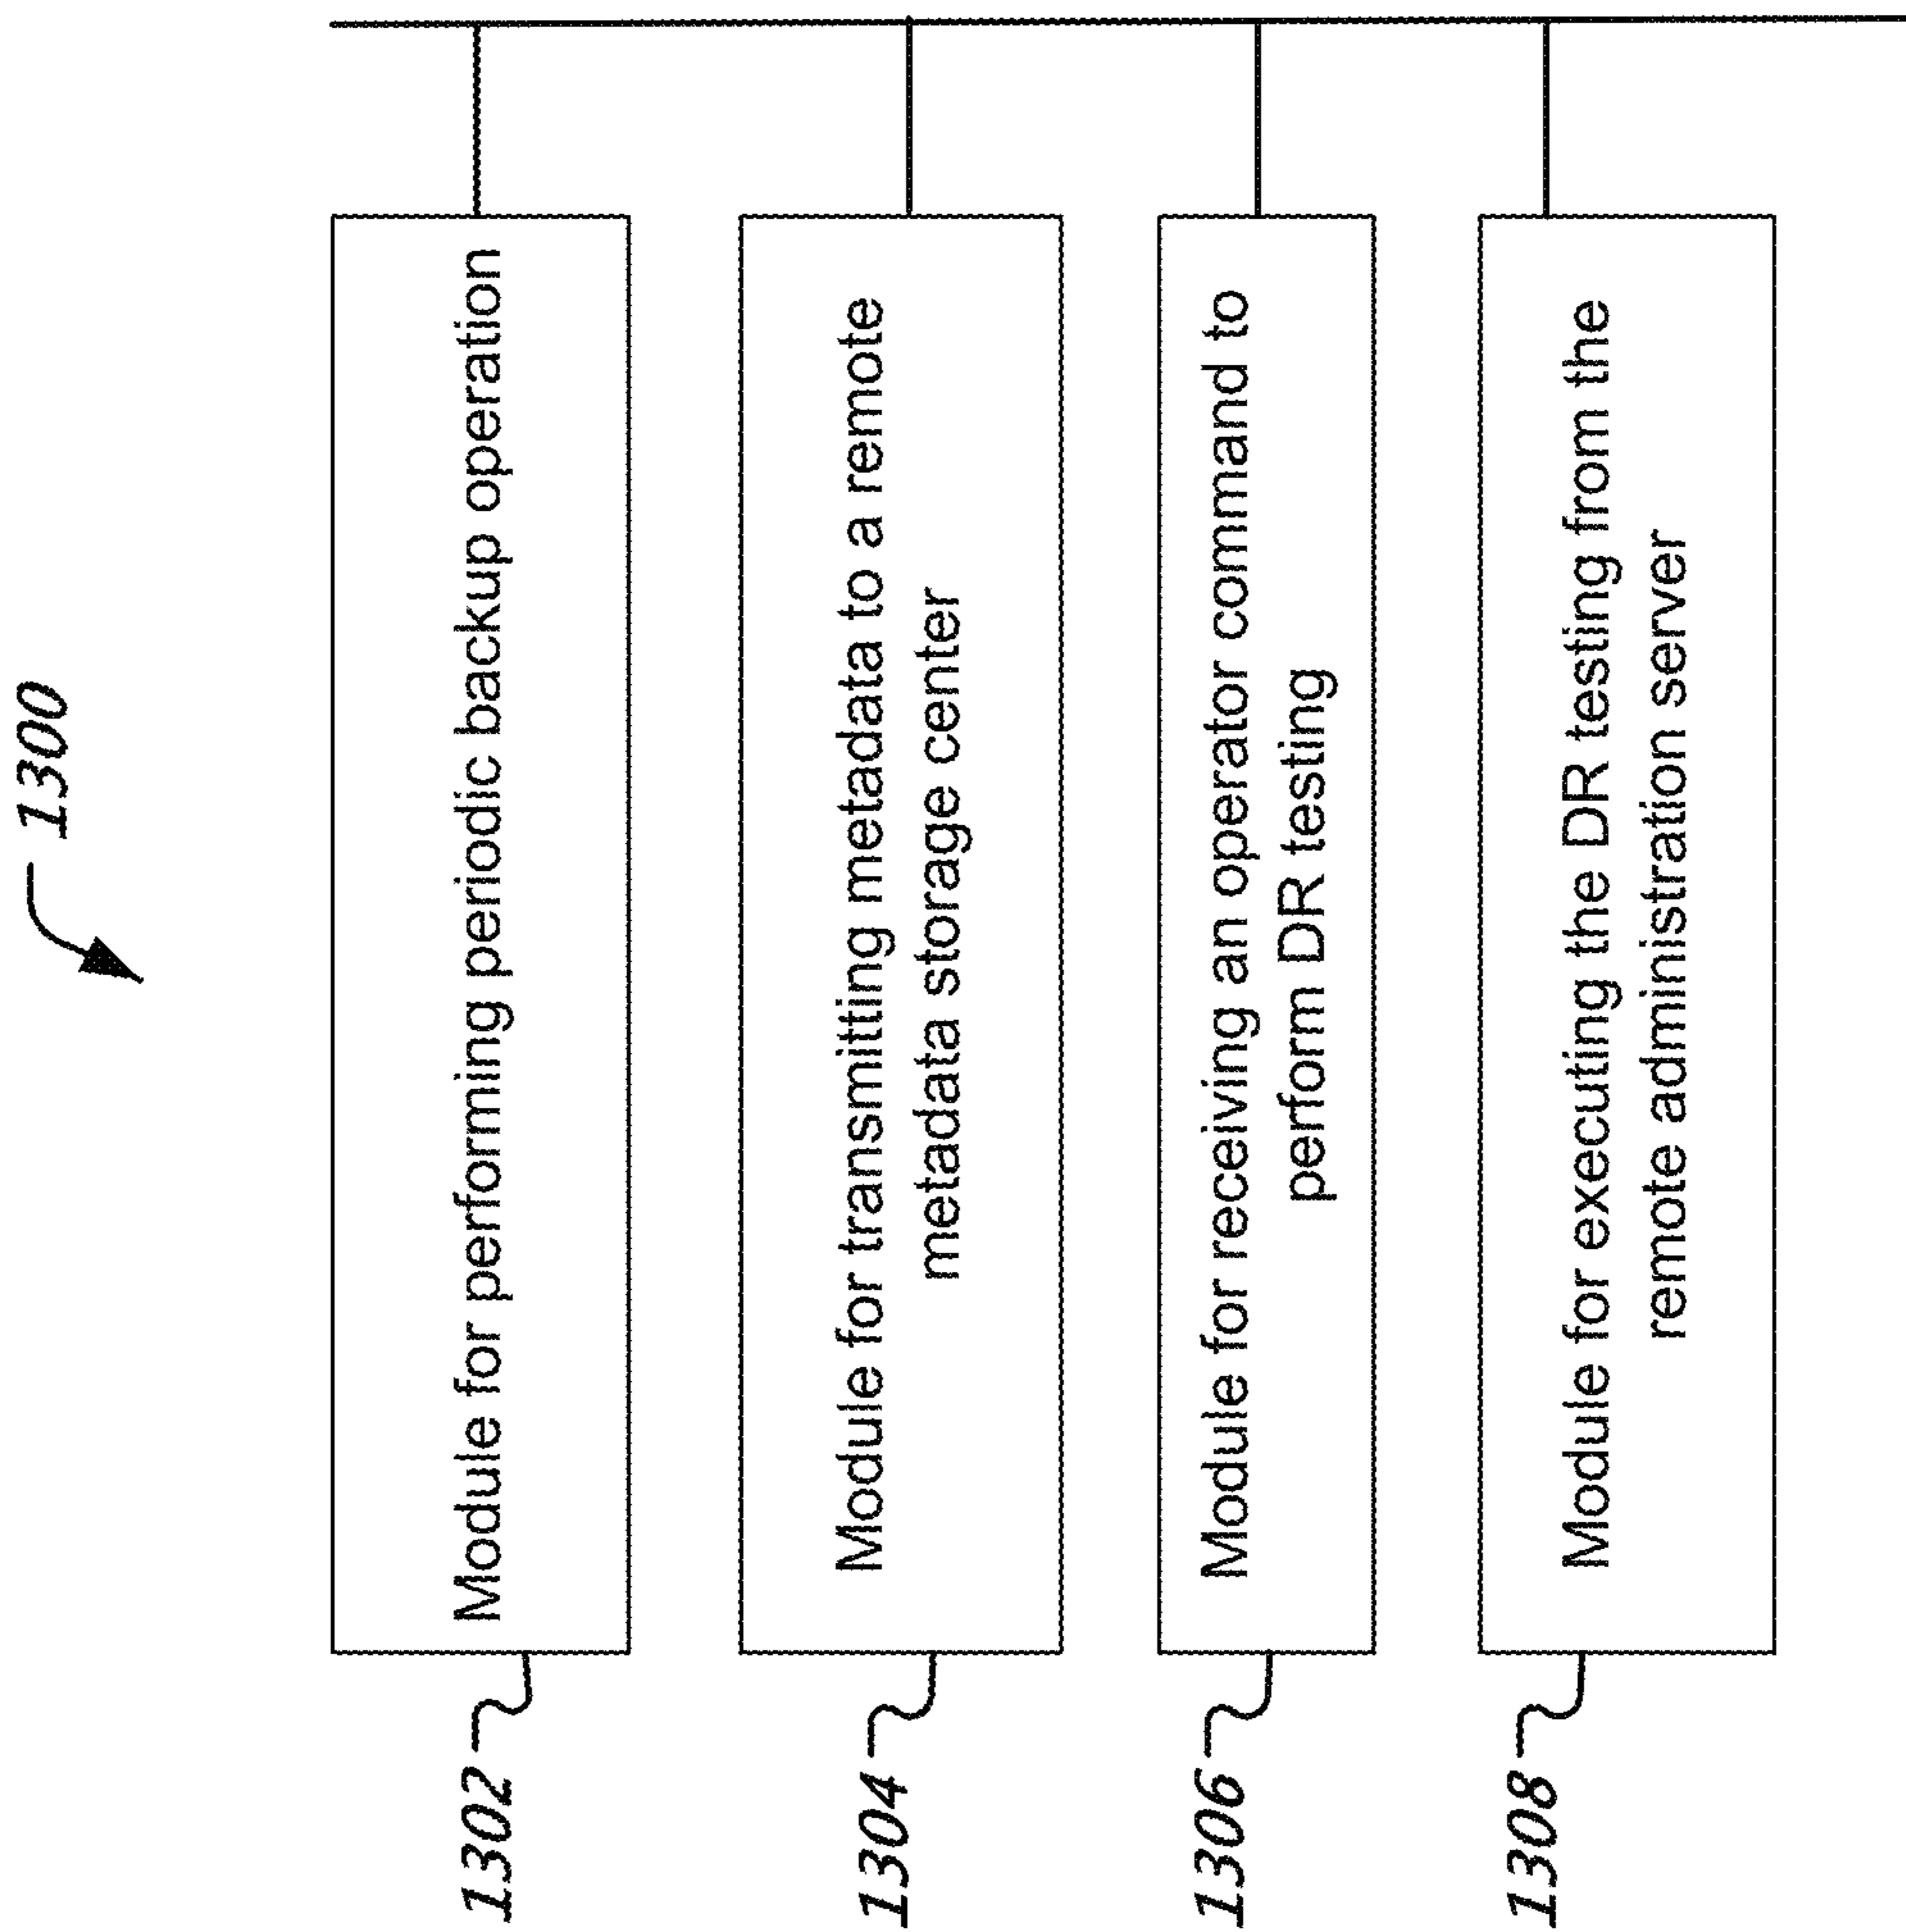 1300
1302
Module for performing periodic backup operation
1304
Module for transmitting metadata to a remote
metadata storage center
1306
Module for receiving an operator command to
perform DR testing
1308
Module for executing the DR testing from the
remote administration server